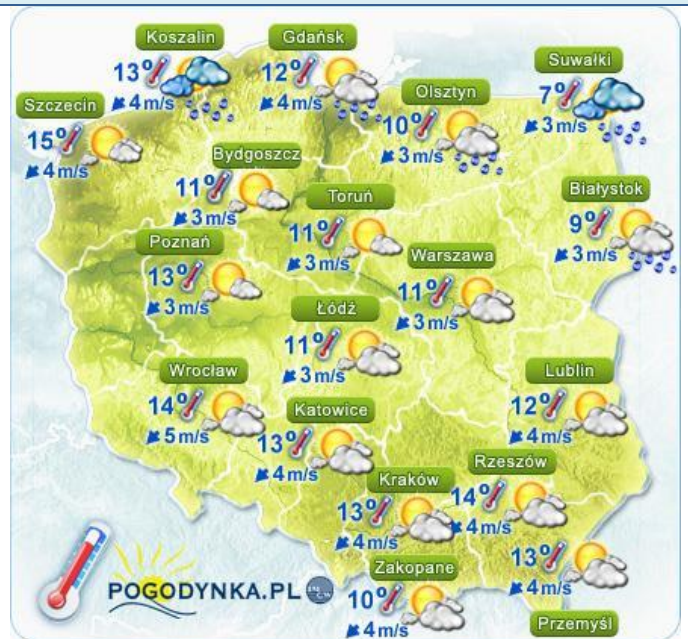 Koszalin
13°
4 m/s
Gdańsk
12°
4 m/s
Suwałki
7°
3 m/s
Szczecin
15°
4 m/s
Olsztyn
10°
3 m/s
Bydgoszcz
11°
3 m/s
Toruń
11°
3 m/s
Białystok
9°
3 m/s
Poznań
13°
3 m/s
Warszawa
11°
3 m/s
Łódź
11°
3 m/s
Wrocław
14°
5 m/s
Katowice
13°
4 m/s
Lublin
12°
4 m/s
Kraków
13°
4 m/s
Rzeszów
14°
4 m/s
Zakopane
10°
4 m/s
13°
4 m/s
Przemyśl
POGODYNKA.PL